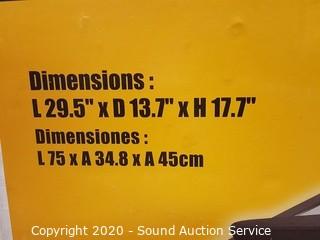 Dimensions :
L 29.5" x D 13.7" x H 17.7"
Dimensiones :
L 75 x A 34.8 x A 45cm
Copyright 2020 - Sound Auction Service